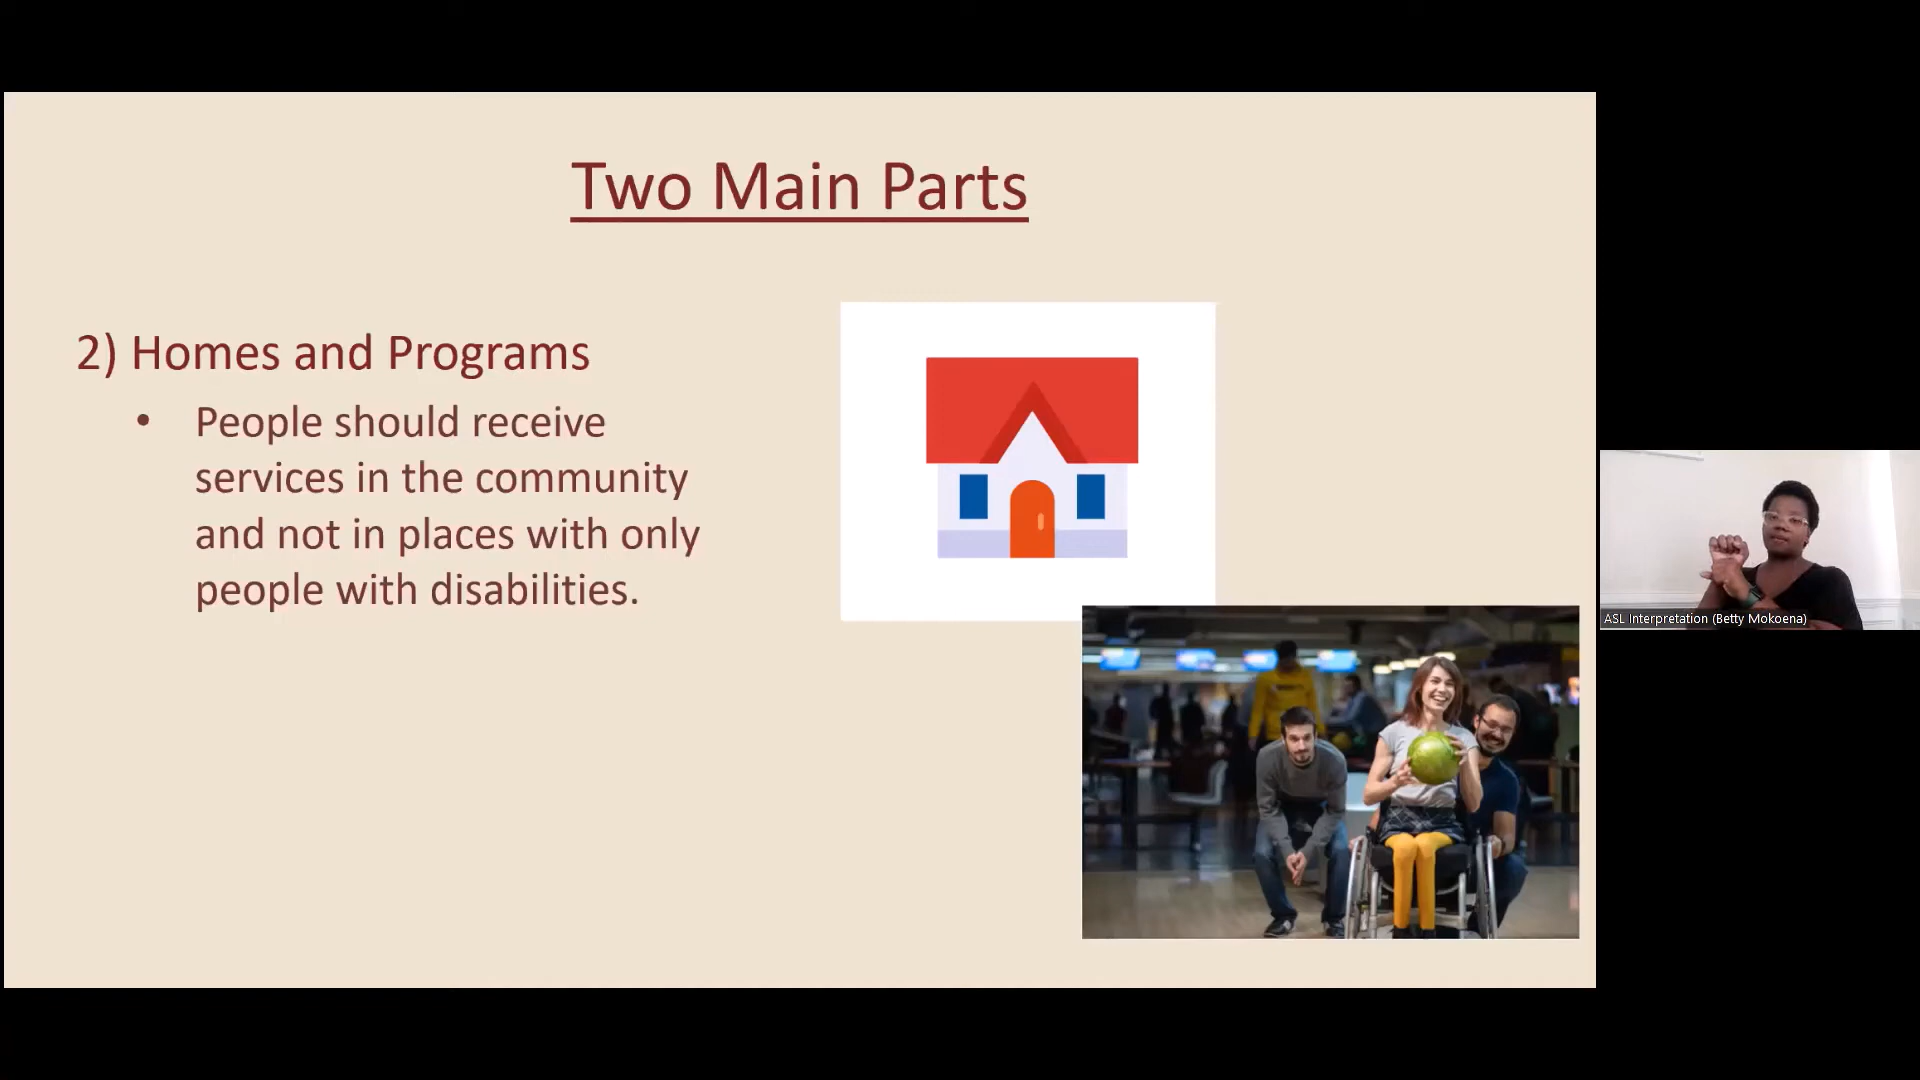 Two Main Parts
2) Homes and Programs
• People should receive
services in the community
and not in places with only
people with disabilities.
ASL Interpretation (Betty Mokoena)